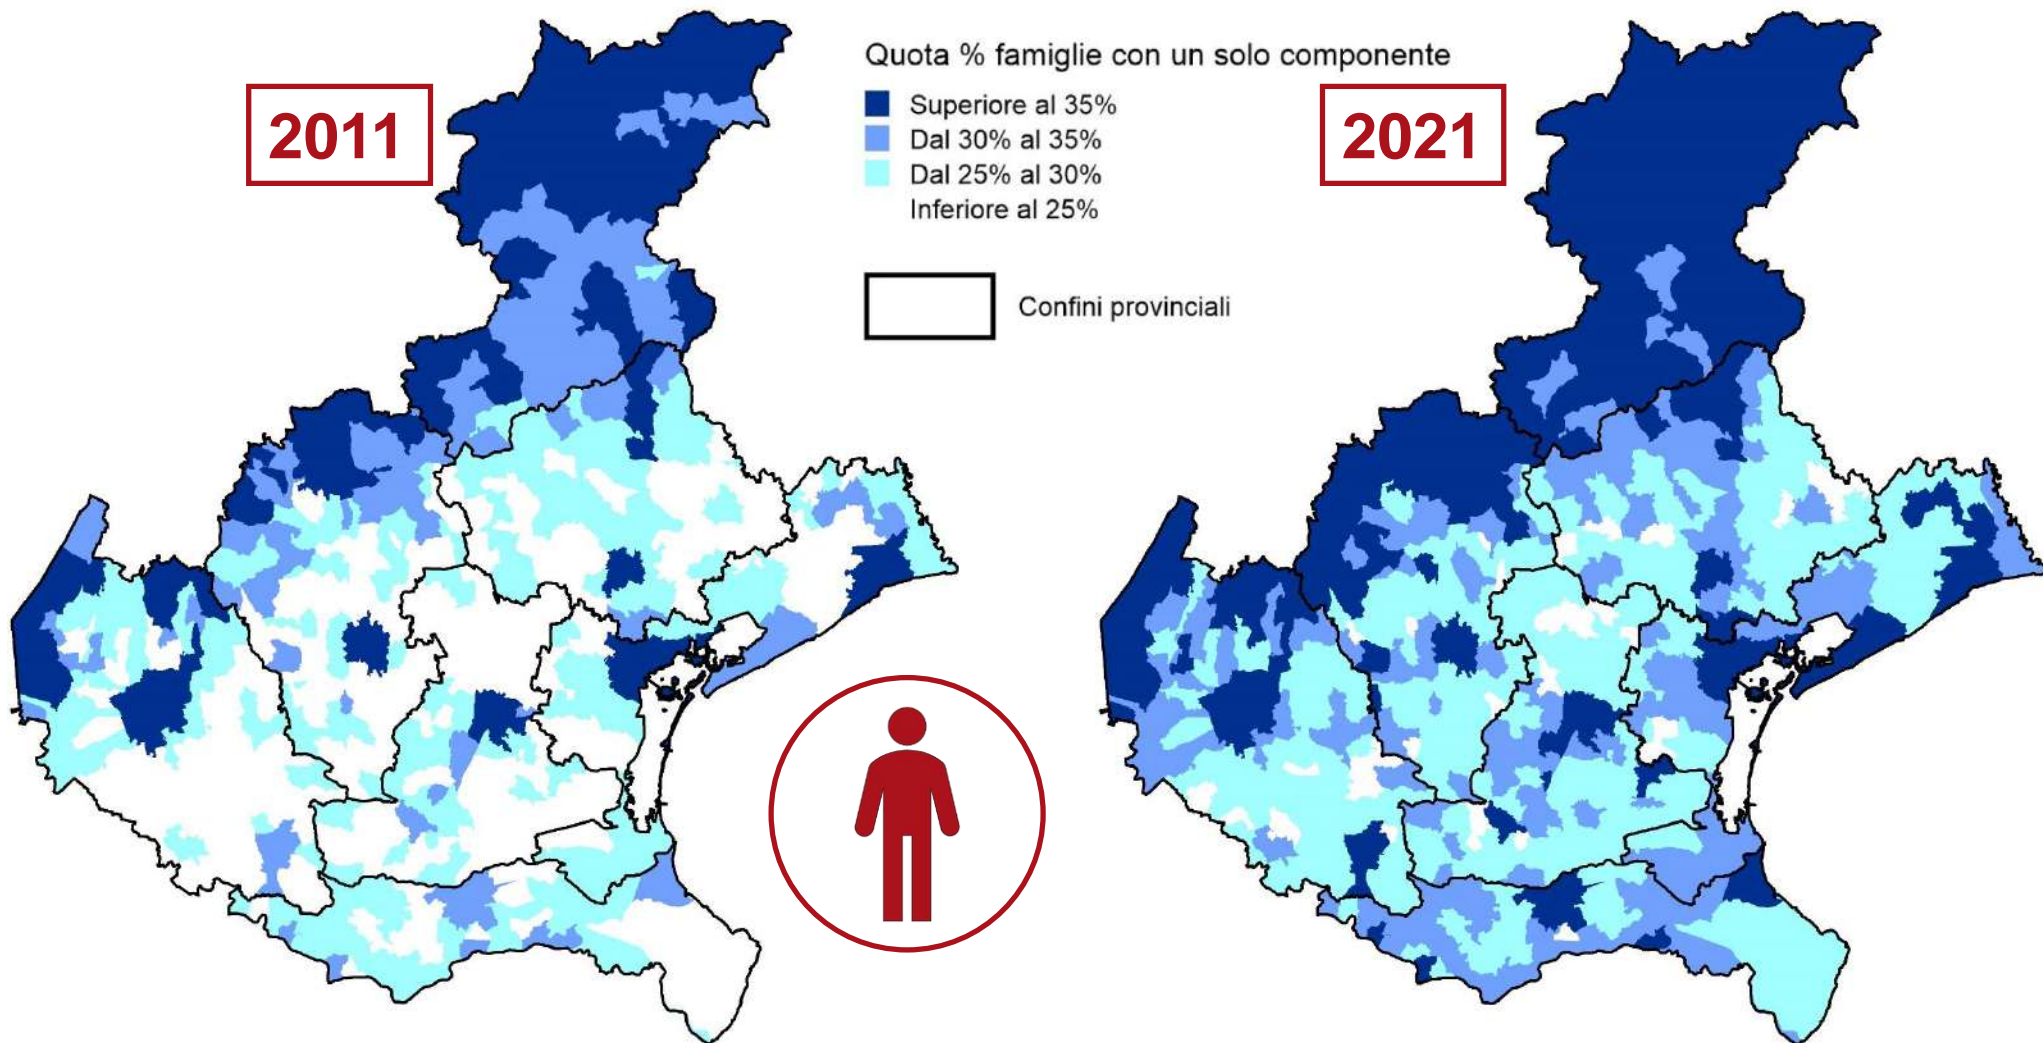 2011
Quota % famiglie con un solo componente
Superiore al 35%
Dal 30% al 35%
Dal 25% al 30%
Inferiore al 25%
Confini provinciali
2021